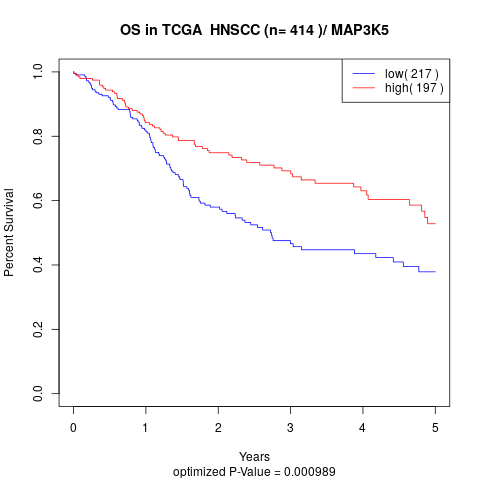 OS in TCGA  HNSCC (n= 414 )/ MAP3K5
low( 217 )
high( 197 )
Percent Survival
1.0
0.8
0.6
0.4
0.2
0.0
0 1 2 3 4 5
Years
optimized P-Value = 0.000989